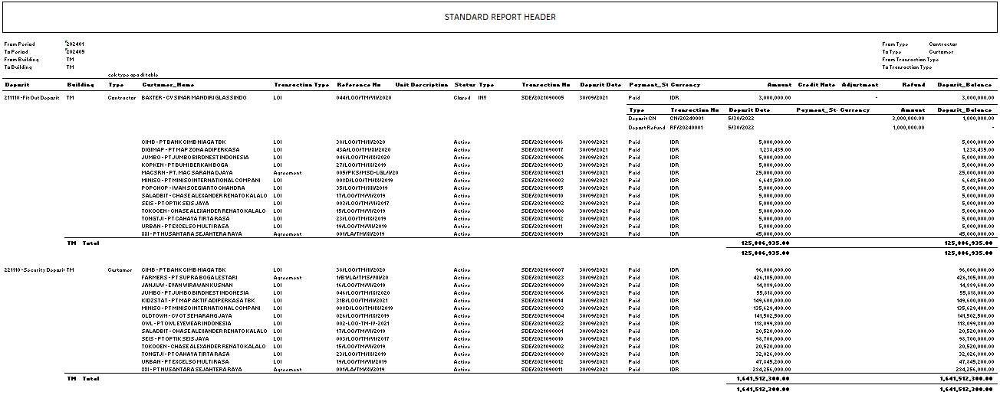 STANDARD REPORT HEADER
From Period 202401 From Type Contractor
To Period 202405 To Type Customer
From Building TM From Transaction Type
To Building TM To Transaction Type
cek type apa di table
Deposit Building Type Customer_Name Transaction Type Reference No Unit Description Status Type Transaction No Deposit Date Payment_St Currency Amount Credit Note Adjustment Refund Deposit_Balance
211110 - Fit Out Deposit TM Contractor BAXTER - CV SINAR MANDIRI GLASSINDO LOI 044/LOO/TM/VII/2020 Closed INV SDE/2021090005 30/09/2021 Paid IDR 3,000,000.00 - 3,000,000.00
Type Transaction No Deposit Date Payment_St Currency Amount Deposit_Balance
Deposit CN CN/20240001 5/30/2022 3,000,000.00 1,000,000.00
Depost Refund RF/20240001 5/30/2022 1,000,000.00 -
CIMB - PT BANK CIMB NIAGA TBK LOI 38/LOO/TM/II/2020 Active SDE/2021090016 30/09/2021 Paid IDR 5,000,000.00 5,000,000.00
DIGIMAP - PT MAP ZONA ADIPERKASA LOI 43A/LOO/TM/IX/2020 Active SDE/2021090017 30/09/2021 Paid IDR 1,238,435.00 1,238,435.00
JUMBO - PT JUMBO BIRDNEST INDONESIA LOI 046/LOO/TM/IX/2020 Active SDE/2021090006 30/09/2021 Paid IDR 5,000,000.00 5,000,000.00
KOPKEN - PT BUMI BERKAH BOGA LOI 27/LOO/TM/XI/2019 Active SDE/2021090013 30/09/2021 Paid IDR 5,000,000.00 5,000,000.00
MACSRN - PT. MAC SARANA DJAYA Agreement 005/PKS/MSD-LGL/I/20 Active SDE/2021090021 30/09/2021 Paid IDR 25,000,000.00 25,000,000.00
MINISO - PT MINISO INTERNATIONAL COMPANI LOI 008D/LOO/TM/IX/2019 Active SDE/2021090003 30/09/2021 Paid IDR 6,648,500.00 6,648,500.00
POPCHOP - IWAN SOEGIARTO CHANDRA LOI 35/LOO/TM/XII/2019 Active SDE/2021090015 30/09/2021 Paid IDR 5,000,000.00 5,000,000.00
SALADBIT - CHASE ALEXANDER RENATO KALALO LOI 17/LOO/TM/VI/2019 Active SDE/2021090010 30/09/2021 Paid IDR 5,000,000.00 5,000,000.00
SEIS - PT OPTIK SEIS JAYA LOI 003/LOO/TM/VI/2017 Active SDE/2021090002 30/09/2021 Paid IDR 5,000,000.00 5,000,000.00
TOKOOEN - CHASE ALEXANDER RENATO KALALO LOI 15/LOO/TM/VI/2019 Active SDE/2021090008 30/09/2021 Paid IDR 5,000,000.00 5,000,000.00
TONGTJI - PT CAHAYA TIRTA RASA LOI 23/LOO/TM/IX/2019 Active SDE/2021090012 30/09/2021 Paid IDR 5,000,000.00 5,000,000.00
URBAN - PT EXCELSO MULTI RASA LOI 19/LOO/TM/VII/2019 Active SDE/2021090011 30/09/2021 Paid IDR 5,000,000.00 5,000,000.00
XXI - PT NUSANTARA SEJAHTERA RAYA Agreement 001/LA/TM/XI/2019 Active SDE/2021090019 30/09/2021 Paid IDR 45,000,000.00 45,000,000.00
TM Total 125,886,935.00 125,886,935.00
125,886,935.00 125,886,935.00
221110 - Security Deposit TM Customer CIMB - PT BANK CIMB NIAGA TBK LOI 38/LOO/TM/II/2020 Active SDE/2021090007 30/09/2021 Paid IDR 96,000,000.00 96,000,000.00
FARMERS - PT SUPRA BOGA LESTARI Agreement 1/B1/LA/TMS/VIII/20 Active SDE/2021090023 30/09/2021 Paid IDR 426,105,000.00 426,105,000.00
JANJIJW - EVAN WIRAWAN KUSNAN LOI 16/LOO/TM/VI/2019 Active SDE/2021090009 30/09/2021 Paid IDR 14,889,600.00 14,889,600.00
JUMBO - PT JUMBO BIRDNEST INDONESIA LOI 046/LOO/TM/IX/2020 Active SDE/2021090006 30/09/2021 Paid IDR 55,818,000.00 55,818,000.00
KIDZSTAT - PT MAP AKTIF ADIPERKASA TBK LOI 31B/LOO/TM/II/2021 Active SDE/2021090014 30/09/2021 Paid IDR 149,600,000.00 149,600,000.00
MINISO - PT MINISO INTERNATIONAL COMPANI LOI 008D/LOO/TM/IX/2019 Active SDE/2021090003 30/09/2021 Paid IDR 135,629,400.00 135,629,400.00
OLDTOWN - CV OT SEMARANG JAYA LOI 026/LOO/TM/XI/2019 Active SDE/2021090004 30/09/2021 Paid IDR 141,502,500.00 141,502,500.00
OWL - PT OWL EYEWEAR INDONESIA LOI 002-LOO-TM-IV-2021 Active SDE/2021090022 30/09/2021 Paid IDR 118,099,800.00 118,099,800.00
SALADBIT - CHASE ALEXANDER RENATO KALALO LOI 17/LOO/TM/VI/2019 Active SDE/2021090001 30/09/2021 Paid IDR 20,520,000.00 20,520,000.00
SEIS - PT OPTIK SEIS JAYA LOI 003/LOO/TM/VI/2017 Active SDE/2021090010 30/09/2021 Paid IDR 98,700,000.00 98,700,000.00
TOKOOEN - CHASE ALEXANDER RENATO KALALO LOI 15/LOO/TM/VI/2019 Active SDE/2021090002 30/09/2021 Paid IDR 20,520,000.00 20,520,000.00
TONGTJI - PT CAHAYA TIRTA RASA LOI 23/LOO/TM/IX/2019 Active SDE/2021090008 30/09/2021 Paid IDR 32,026,800.00 32,026,800.00
URBAN - PT EXCELSO MULTI RASA LOI 19/LOO/TM/VII/2019 Active SDE/2021090012 30/09/2021 Paid IDR 47,845,200.00 47,845,200.00
XXI - PT NUSANTARA SEJAHTERA RAYA Agreement 001/LA/TM/XI/2019 Active SDE/2021090011 30/09/2021 Paid IDR 284,256,000.00 284,256,000.00
TM Total 1,641,512,300.00 1,641,512,300.00
1,641,512,300.00 1,641,512,300.00